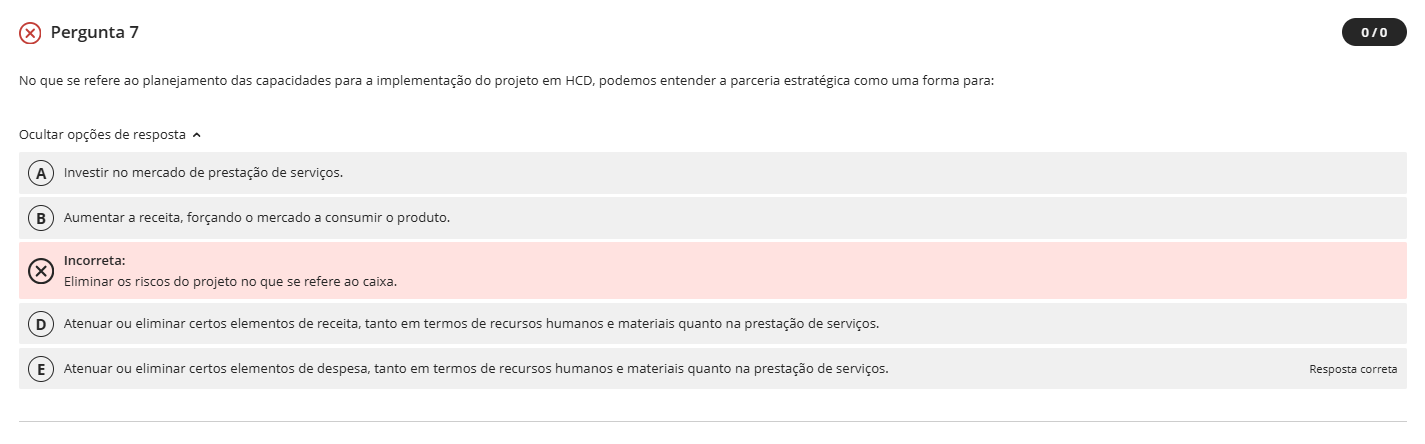 Pergunta 7
0 / 0
No que se refere ao planejamento das capacidades para a implementação do projeto em HCD, podemos entender a parceria estratégica como uma forma para:
Ocultar opções de resposta
A Investir no mercado de prestação de serviços.
B Aumentar a receita, forçando o mercado a consumir o produto.
Incorreta:
Eliminar os riscos do projeto no que se refere ao caixa.
D Atenuar ou eliminar certos elementos de receita, tanto em termos de recursos humanos e materiais quanto na prestação de serviços.
E Atenuar ou eliminar certos elementos de despesa, tanto em termos de recursos humanos e materiais quanto na prestação de serviços. Resposta correta